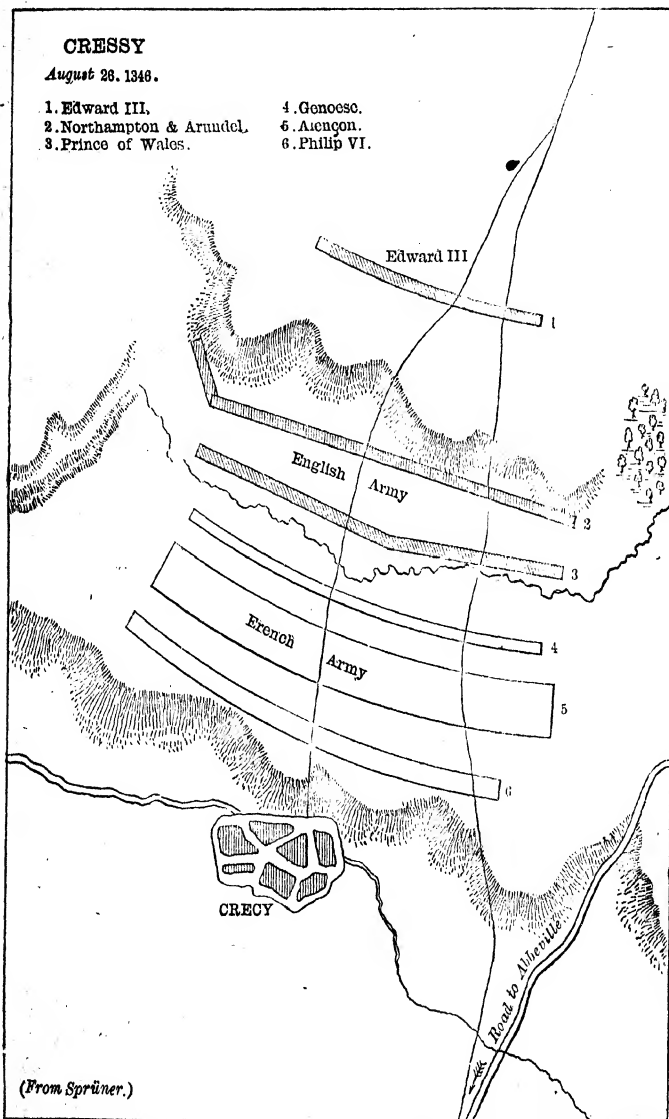 CRESSY
August 26. 1346.
1. Edward III,
2. Northampton & Arundel.
3. Prince of Wales.
4. Genoese.
5. Alençon.
6. Philip VI.
Edward III
1
English Army
2
3
4
Erench Army
5
6
CRECY
Road to Abbeville
(From Sprüner.)